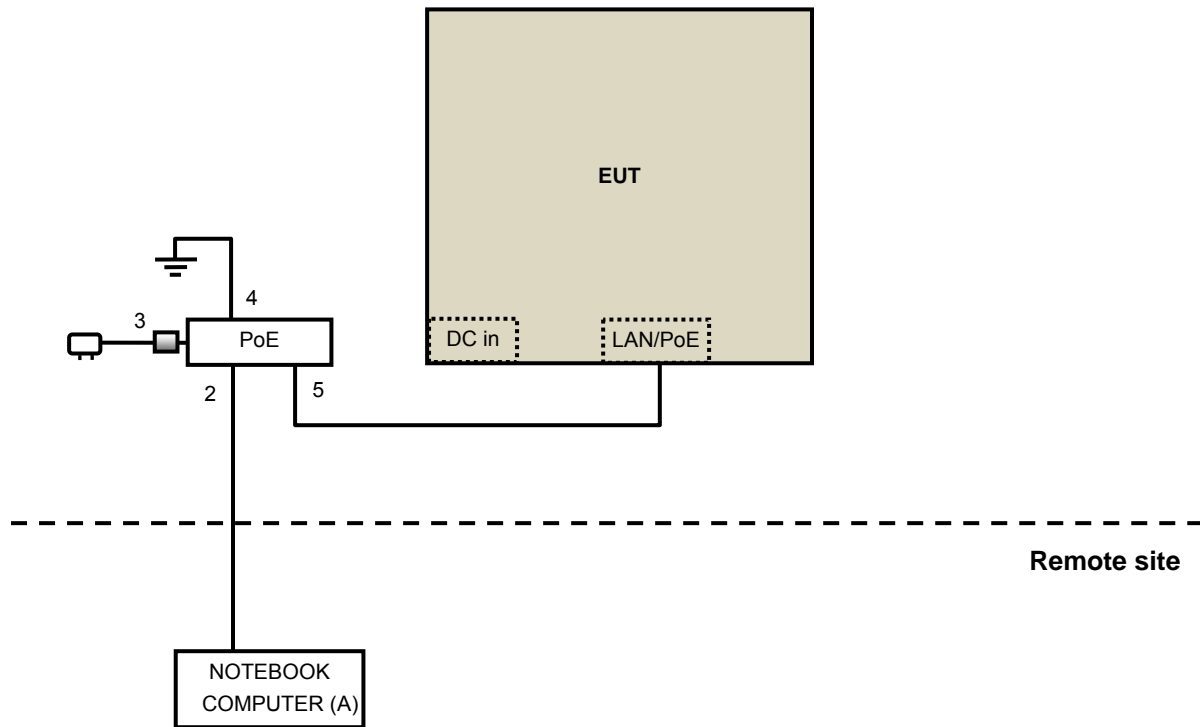 EUT
4
3
PoE
DC in
LAN/PoE
2
5
Remote site
NOTEBOOK
COMPUTER (A)